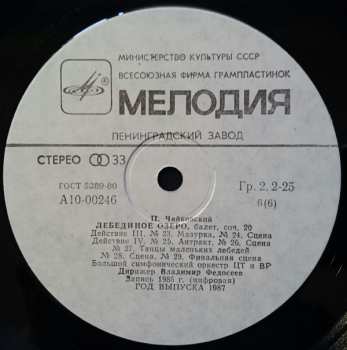 МИНИСТЕРСТВО КУЛЬТУРЫ СССР
ВСЕСОЮЗНАЯ ФИРМА ГРАМПЛАСТИНОК
МЕЛОДИЯ
ЛЕНИНГРАДСКИЙ ЗАВОД
СТЕРЕО 33
ГОСТ 5289-80
Гр. 2. 2-25
А10-00246
6(6)
П. Чайковский
ЛЕБЕДИНОЕ ОЗЕРО, балет, соч. 20
Действие III, № 23. Мазурка, № 24. Сцена
Действие IV, № 25. Антракт, № 26. Сцена
№ 27. Танцы маленьких лебедей
№ 28. Сцена, № 29. Финальная сцена
Большой симфонический оркестр ЦТ и ВР
Дирижер Владимир Федосеев
Запись 1985 г. (цифровая)
ГОД ВЫПУСКА 1987